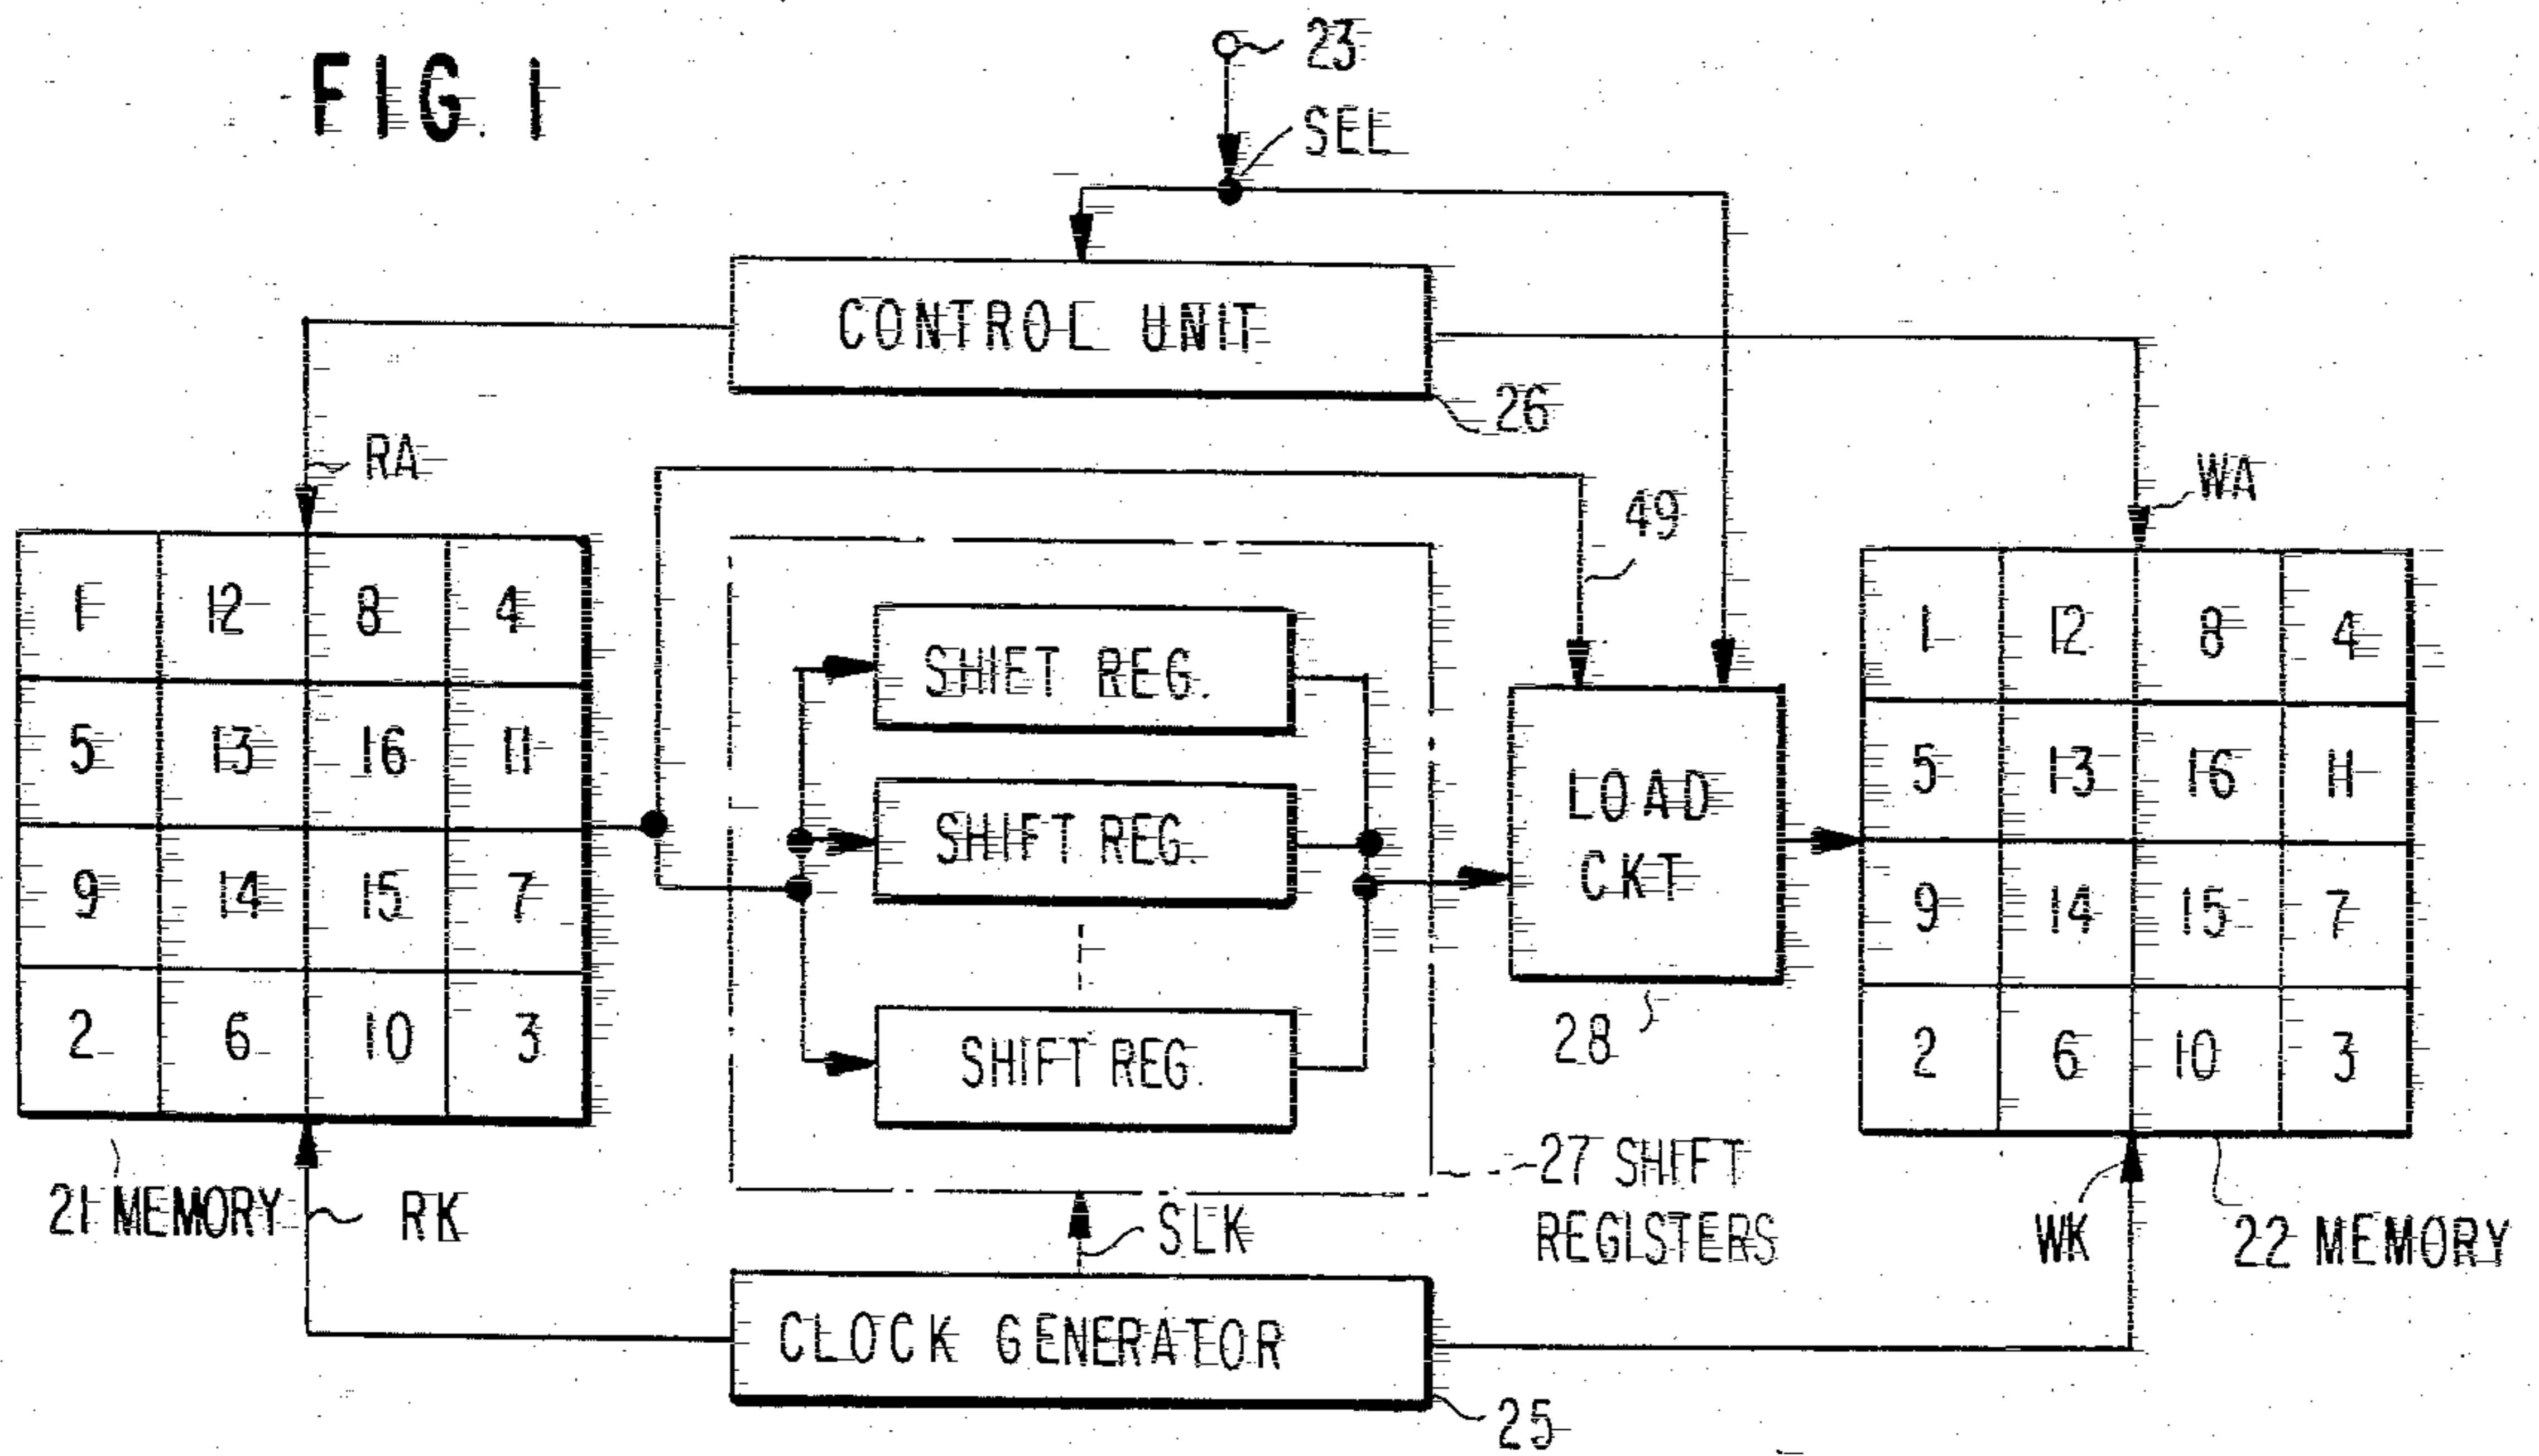 FIG. 1
23
SEL
CONTROL UNIT
26
RA
WA
49
1 12 8 4
5 13 16 11
9 14 15 7
2 6 10 3
SHIFT REG.
SHIFT REG.
SHIFT REG.
LOAD
CKT
28
1 12 8 4
5 13 16 11
9 14 15 7
2 6 10 3
21 MEMORY
RK
SLK
27 SHIFT
REGISTERS
WK
22 MEMORY
CLOCK GENERATOR
25